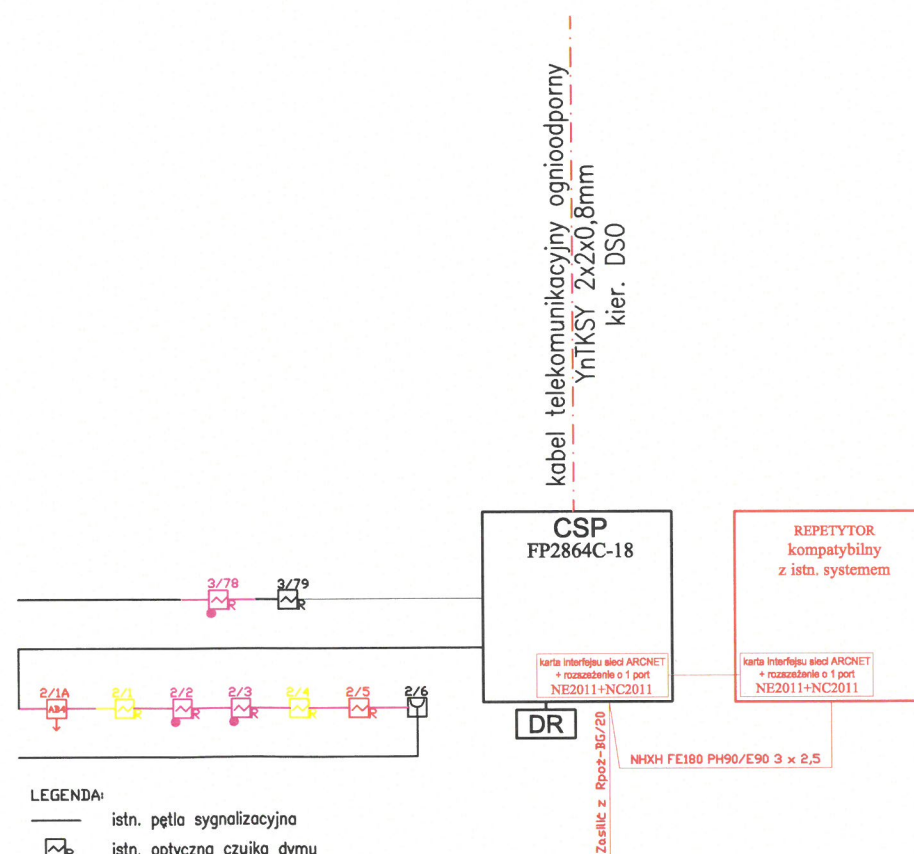 kabel telekomunikacyjny ognioodporny
YnTKSY 2x2x0,8mm
kier. DSO
CSP
FP2864C-18
REPETYTOR
kompatybilny
z istn. systemem
3/78
3/79
R
R
karta interfejsu sieci ARCNET
+ rozszeżenie o 1 port
NE2011+NC2011
karta interfejsu sieci ARCNET
+ rozszeżenie o 1 port
NE2011+NC2011
2/1A
2/1
2/2
2/3
2/4
2/5
2/6
AB4
R
R
R
R
R
DR
Zasilić z Rpoż-BG/20
NHXH FE180 PH90/E90 3 x 2,5
LEGENDA:
istn. pętla sygnalizacyjna
R
istn. optyczna czujka dymu